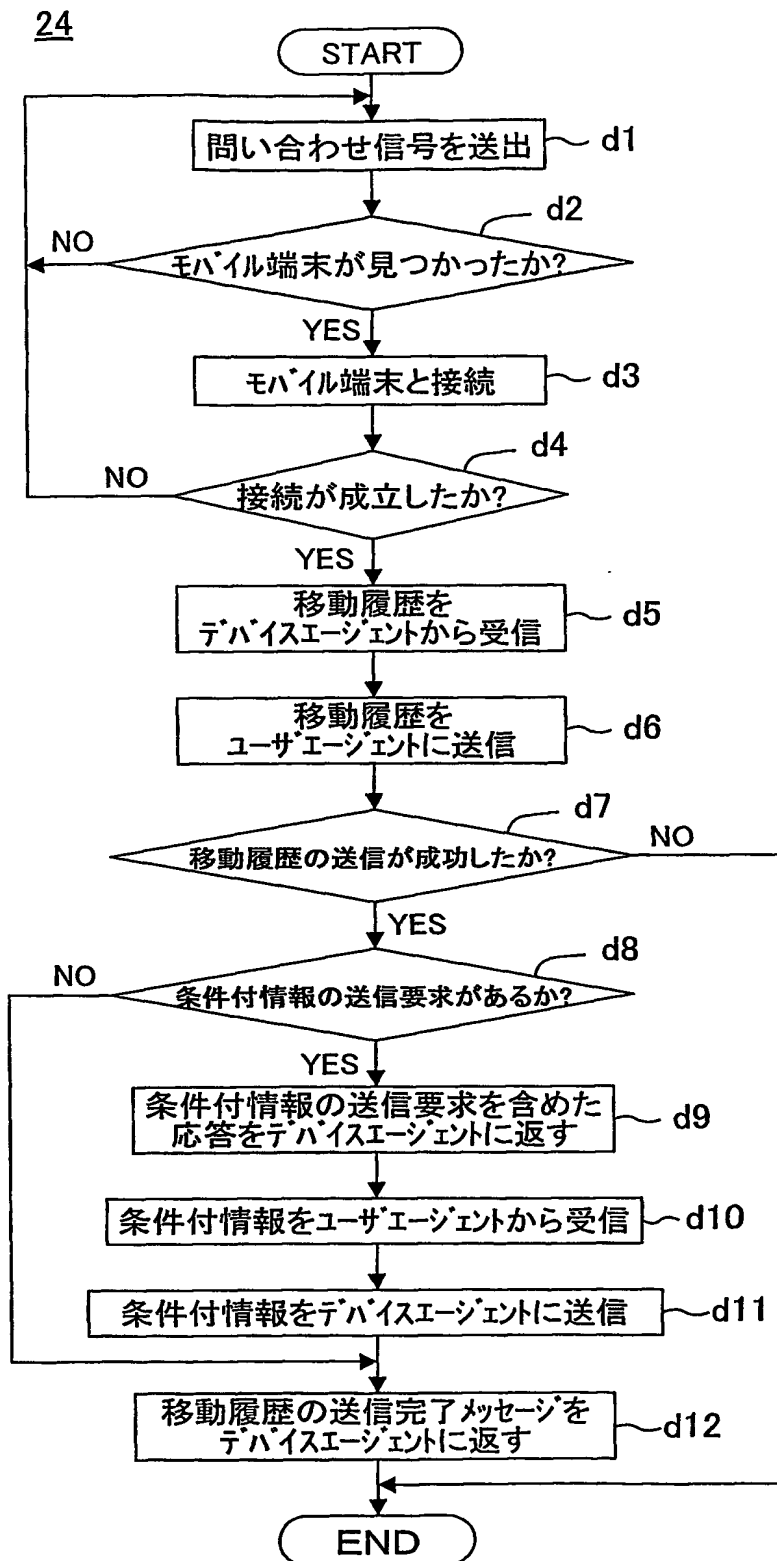 24
START
問い合わせ信号を送出
d1
d2
NO
モバイル端末が見つかったか?
YES
モバイル端末と接続
d3
d4
NO
接続が成立したか?
YES
移動履歴を
デバイスエージェントから受信
d5
移動履歴を
ユーザエージェントに送信
d6
d7
NO
移動履歴の送信が成功したか?
YES
d8
NO
条件付情報の送信要求があるか?
YES
条件付情報の送信要求を含めた
応答をデバイスエージェントに返す
d9
条件付情報をユーザエージェントから受信
d10
条件付情報をデバイスエージェントに送信
d11
移動履歴の送信完了メッセージを
デバイスエージェントに返す
d12
END